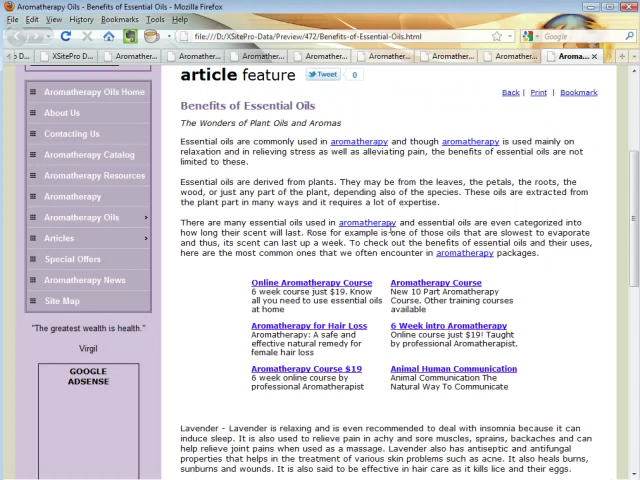 Aromatherapy Oils - Benefits of Essential Oils - Mozilla Firefox
File Edit View History Bookmarks Tools Help
file:///D:/XSitePro-Data/Preview/472/Benefits-of-Essential-Oils.html
Google
D... XSitePro D... Aromatherapy... Aromatherapy... Aromatherapy... Aromatherapy... Aromatherapy... Aromatherapy... Aromatherapy... Aroma...
article feature Tweet 0
Back | Print | Bookmark
Aromatherapy Oils Home
About Us
Contacting Us
Aromatherapy Catalog
Aromatherapy Resources
Aromatherapy
Aromatherapy Oils
Articles
Special Offers
Aromatherapy News
Site Map
"The greatest wealth is health."
Virgil
GOOGLE
ADSENSE
Benefits of Essential Oils
The Wonders of Plant Oils and Aromas
Essential oils are commonly used in aromatherapy and though aromatherapy is used mainly on
relaxation and in relieving stress as well as alleviating pain, the benefits of essential oils are not
limited to these.
Essential oils are derived from plants. They may be from the leaves, the petals, the roots, the
wood, or just any part of the plant, depending also of the species. These oils are extracted from
the plant part in many ways and it requires a lot of expertise.
There are many essential oils used in aromatherapy and essential oils are even categorized into
how long their scent will last. Rose for example is one of those oils that are slowest to evaporate
and thus, its scent can last up a week. To check out the benefits of essential oils and their uses,
here are the most common ones that we often encounter in aromatherapy packages.
Online Aromatherapy Course
6 week course just $19. Know
all you need to use essential oils
at home
Aromatherapy Course
New 10 Part Aromatherapy
Course. Other training courses
available
Aromatherapy for Hair Loss
Aromatherapy: A safe and
effective natural remedy for
female hair loss
6 Week intro Aromatherapy
Online course just $19! Taught
by professional Aromatherapist.
Aromatherapy Course $19
6 week online course by
professional Aromatherapist
Animal Human Communication
Animal Communication The
Natural Way To Communicate
Lavender - Lavender is relaxing and is even recommended to deal with insomnia because it can
induce sleep. It is also used to relieve pain in achy and sore muscles, sprains, backaches and can
help relieve joint pains when used as a massage. Lavender also has antiseptic and antifungal
properties that helps in the treatment of various skin problems such as acne. It also heals burns,
sunburns and wounds. It is also said to be effective in hair care as it kills lice and their eggs.